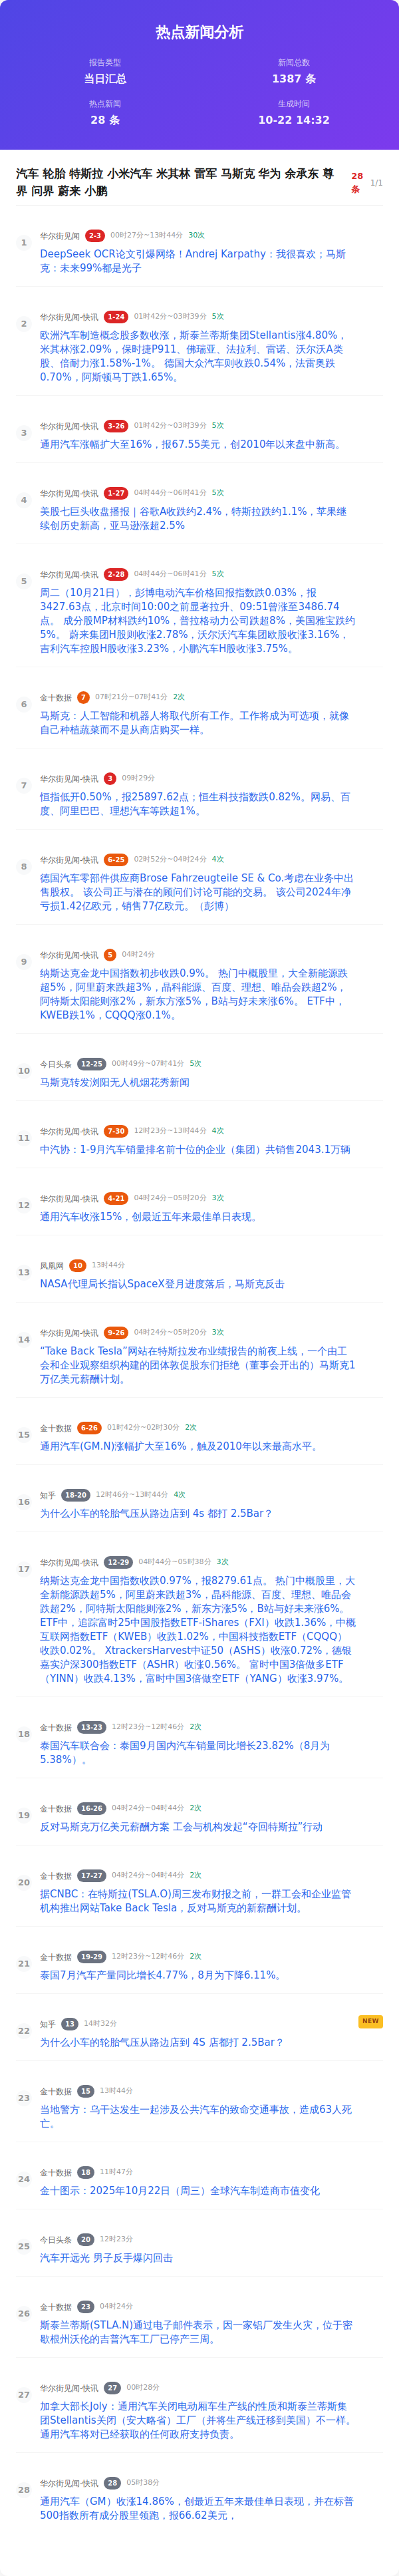 热点新闻分析
报告类型
新闻总数
当日汇总
1387 条
热点新闻
生成时间
28 条
10-22 14:32
汽车 轮胎 特斯拉 小米汽车 米其林 雷军 马斯克 华为 余承东 尊
界 问界 蔚来 小鹏
28
条
1/1
1
华尔街见闻 2-3 00时27分~13时44分 30次
DeepSeek OCR论文引爆网络！Andrej Karpathy：我很喜欢；马斯
克：未来99%都是光子
2
华尔街见闻-快讯 1-24 01时42分~03时39分 5次
欧洲汽车制造概念股多数收涨，斯泰兰蒂斯集团Stellantis涨4.80%，
米其林涨2.09%，保时捷P911、佛瑞亚、法拉利、雷诺、沃尔沃A类
股、倍耐力涨1.58%-1%。 德国大众汽车则收跌0.54%，法雷奥跌
0.70%，阿斯顿马丁跌1.65%。
3
华尔街见闻-快讯 3-26 01时42分~03时39分 5次
通用汽车涨幅扩大至16%，报67.55美元，创2010年以来盘中新高。
4
华尔街见闻-快讯 1-27 04时44分~06时41分 5次
美股七巨头收盘播报｜谷歌A收跌约2.4%，特斯拉跌约1.1%，苹果继
续创历史新高，亚马逊涨超2.5%
5
华尔街见闻-快讯 2-28 04时44分~06时41分 5次
周二（10月21日），彭博电动汽车价格回报指数跌0.03%，报
3427.63点，北京时间10:00之前显著拉升、09:51曾涨至3486.74
点。 成分股MP材料跌约10%，普拉格动力公司跌超8%，美国雅宝跌约
5%。 蔚来集团H股则收涨2.78%，沃尔沃汽车集团欧股收涨3.16%，
吉利汽车控股H股收涨3.23%，小鹏汽车H股收涨3.75%。
6
金十数据 7 07时21分~07时41分 2次
马斯克：人工智能和机器人将取代所有工作。工作将成为可选项，就像
自己种植蔬菜而不是从商店购买一样。
7
华尔街见闻-快讯 3 09时29分
恒指低开0.50%，报25897.62点；恒生科技指数跌0.82%。网易、百
度、阿里巴巴、理想汽车等跌超1%。
8
华尔街见闻-快讯 6-25 02时52分~04时24分 4次
德国汽车零部件供应商Brose Fahrzeugteile SE & Co.考虑在业务中出
售股权。 该公司正与潜在的顾问们讨论可能的交易。 该公司2024年净
亏损1.42亿欧元，销售77亿欧元。（彭博）
9
华尔街见闻-快讯 5 04时24分
纳斯达克金龙中国指数初步收跌0.9%。 热门中概股里，大全新能源跌
超5%，阿里蔚来跌超3%，晶科能源、百度、理想、唯品会跌超2%，
阿特斯太阳能则涨2%，新东方涨5%，B站与好未来涨6%。 ETF中，
KWEB跌1%，CQQQ涨0.1%。
10
今日头条 12-25 00时49分~07时41分 5次
马斯克转发浏阳无人机烟花秀新闻
11
华尔街见闻-快讯 7-30 12时23分~13时44分 4次
中汽协：1-9月汽车销量排名前十位的企业（集团）共销售2043.1万辆
12
华尔街见闻-快讯 4-21 04时24分~05时20分 3次
通用汽车收涨15%，创最近五年来最佳单日表现。
13
凤凰网 10 13时44分
NASA代理局长指认SpaceX登月进度落后，马斯克反击
14
华尔街见闻-快讯 9-26 04时24分~05时20分 3次
“Take Back Tesla”网站在特斯拉发布业绩报告的前夜上线，一个由工
会和企业观察组织构建的团体敦促股东们拒绝（董事会开出的）马斯克1
万亿美元薪酬计划。
15
金十数据 6-26 01时42分~02时30分 2次
通用汽车(GM.N)涨幅扩大至16%，触及2010年以来最高水平。
16
知乎 18-20 12时46分~13时44分 4次
为什么小车的轮胎气压从路边店到 4s 都打 2.5Bar？
17
华尔街见闻-快讯 12-29 04时44分~05时38分 3次
纳斯达克金龙中国指数收跌0.97%，报8279.61点。 热门中概股里，大
全新能源跌超5%，阿里蔚来跌超3%，晶科能源、百度、理想、唯品会
跌超2%，阿特斯太阳能则涨2%，新东方涨5%，B站与好未来涨6%。
ETF中，追踪富时25中国股指数ETF-iShares（FXI）收跌1.36%，中概
互联网指数ETF（KWEB）收跌1.02%，中国科技指数ETF（CQQQ）
收跌0.02%。 XtrackersHarvest中证50（ASHS）收涨0.72%，德银
嘉实沪深300指数ETF（ASHR）收涨0.56%。 富时中国3倍做多ETF
（YINN）收跌4.13%，富时中国3倍做空ETF（YANG）收涨3.97%。
18
金十数据 13-23 12时23分~12时46分 2次
泰国汽车联合会：泰国9月国内汽车销量同比增长23.82%（8月为
5.38%）。
19
金十数据 16-26 04时24分~04时44分 2次
反对马斯克万亿美元薪酬方案 工会与机构发起“夺回特斯拉”行动
20
金十数据 17-27 04时24分~04时44分 2次
据CNBC：在特斯拉(TSLA.O)周三发布财报之前，一群工会和企业监管
机构推出网站Take Back Tesla，反对马斯克的新薪酬计划。
21
金十数据 19-29 12时23分~12时46分 2次
泰国7月汽车产量同比增长4.77%，8月为下降6.11%。
22
知乎 13 14时32分
NEW
为什么小车的轮胎气压从路边店到 4S 店都打 2.5Bar？
23
金十数据 15 13时44分
当地警方：乌干达发生一起涉及公共汽车的致命交通事故，造成63人死
亡。
24
金十数据 18 11时47分
金十图示：2025年10月22日（周三）全球汽车制造商市值变化
25
今日头条 20 12时23分
汽车开远光 男子反手爆闪回击
26
金十数据 23 04时24分
斯泰兰蒂斯(STLA.N)通过电子邮件表示，因一家铝厂发生火灾，位于密
歇根州沃伦的吉普汽车工厂已停产三周。
27
华尔街见闻-快讯 27 00时28分
加拿大部长Joly：通用汽车关闭电动厢车生产线的性质和斯泰兰蒂斯集
团Stellantis关闭（安大略省）工厂（并将生产线迁移到美国）不一样。
通用汽车将对已经获取的任何政府支持负责。
28
华尔街见闻-快讯 28 05时38分
通用汽车（GM）收涨14.86%，创最近五年来最佳单日表现，并在标普
500指数所有成分股里领跑，报66.62美元，